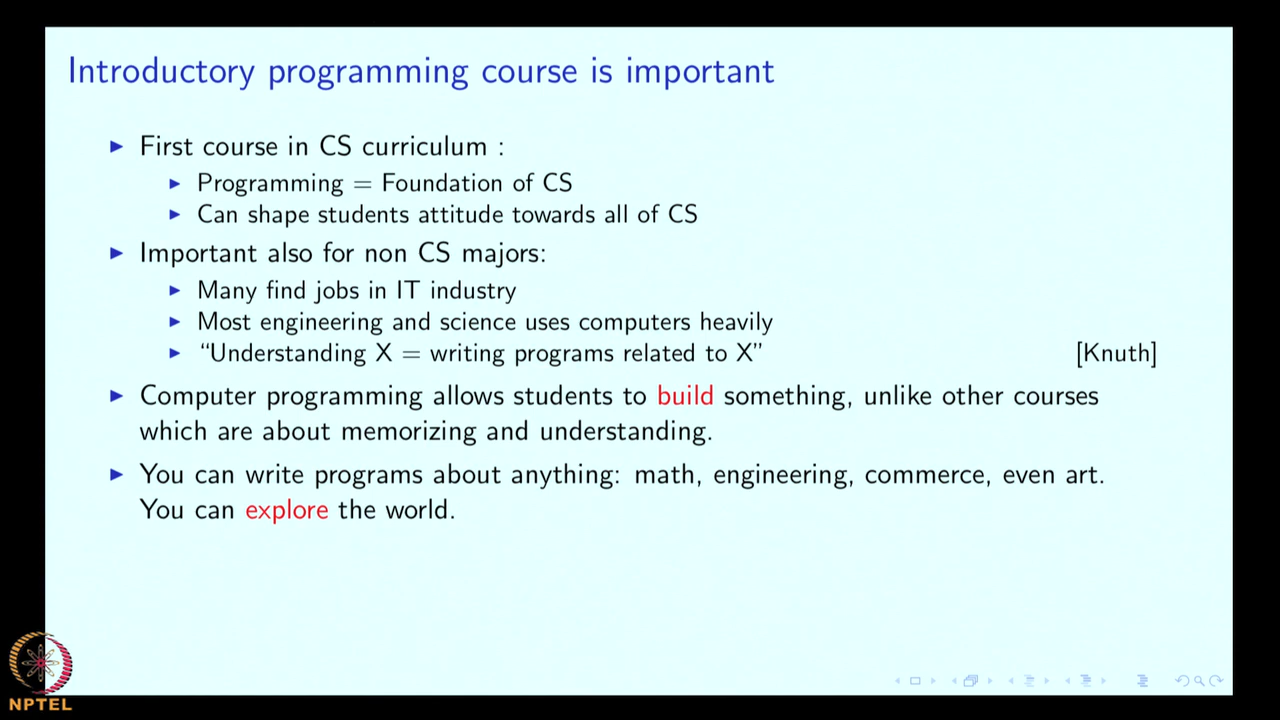 Introductory programming course is important
► First course in CS curriculum :
► Programming = Foundation of CS
► Can shape students attitude towards all of CS
► Important also for non CS majors:
► Many find jobs in IT industry
► Most engineering and science uses computers heavily
► “Understanding X = writing programs related to X” [Knuth]
► Computer programming allows students to build something, unlike other courses
which are about memorizing and understanding.
► You can write programs about anything: math, engineering, commerce, even art.
You can explore the world.
NPTEL